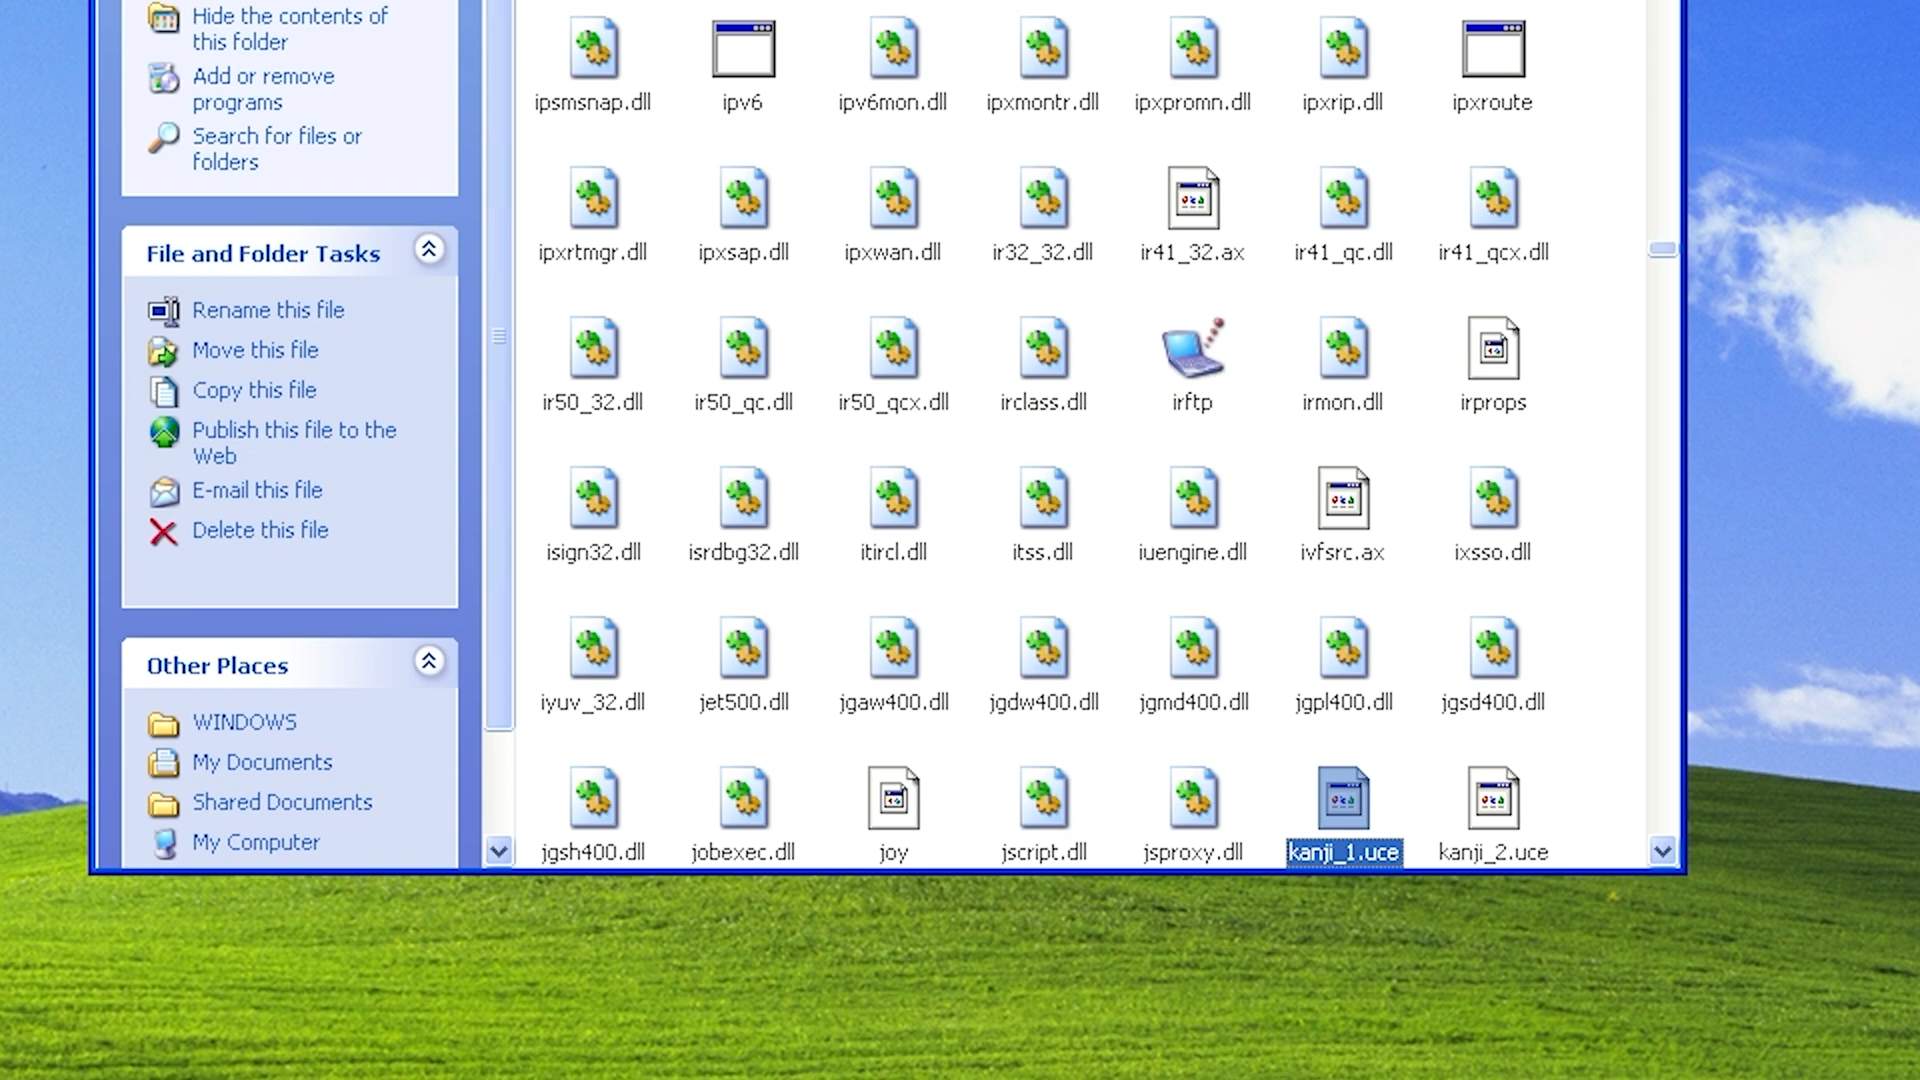 Hide the contents of
this folder
Add or remove
programs
Search for files or
folders
File and Folder Tasks
Rename this file
Move this file
Copy this file
Publish this file to the
Web
E-mail this file
Delete this file
Other Places
WINDOWS
My Documents
Shared Documents
My Computer
ipsmsnap.dll ipv6 ipv6mon.dll ipxmontr.dll ipxpromn.dll ipxrip.dll ipxroute
ipxrtmgr.dll ipxsap.dll ipxwan.dll ir32_32.dll ir41_32.ax ir41_qc.dll ir41_qcx.dll
ir50_32.dll ir50_qc.dll ir50_qcx.dll irclass.dll irftp irmon.dll irprops
isign32.dll isrdbg32.dll itircl.dll itss.dll iuengine.dll ivfsrc.ax ixsso.dll
iyuv_32.dll jet500.dll jgaw400.dll jgdw400.dll jgmd400.dll jgpl400.dll jgsd400.dll
jgsh400.dll jobexec.dll joy jscript.dll jsproxy.dll kanji_1.uce kanji_2.uce